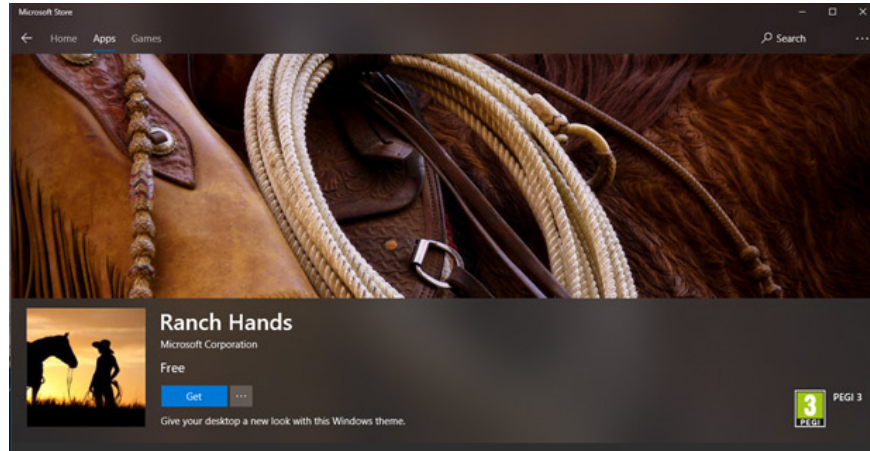 Microsoft Store
Home Apps Games
Search
Ranch Hands
Microsoft Corporation
Free
Get
Give your desktop a new look with this Windows theme.
3
PEGI
PEGI 3